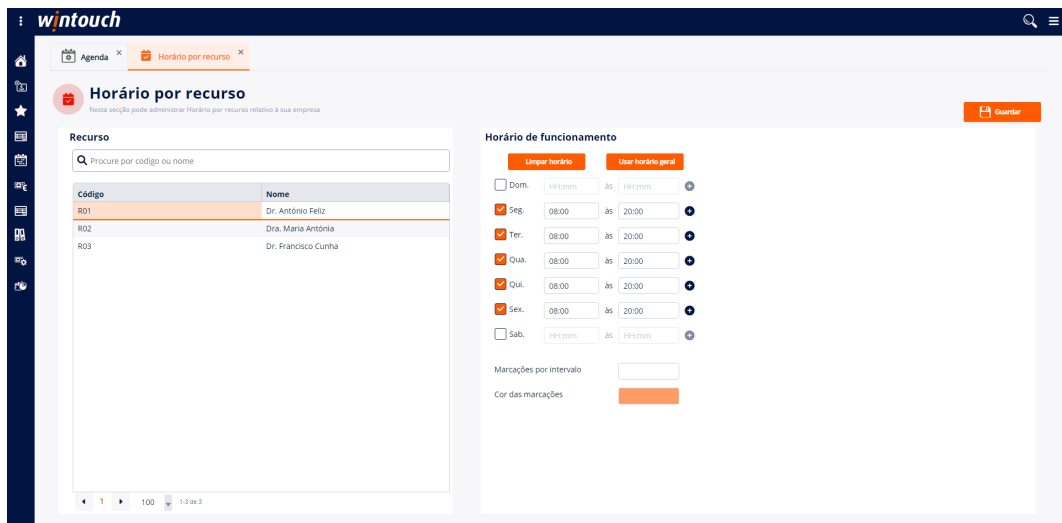 wintouch
Agenda ×
Horário por recurso ×
Horário por recurso
Nesta secção pode administrar Horário por recurso relativo à sua empresa
Guardar
Recurso
Procure por codigo ou nome
Código Nome
R01 Dr. António Feliz
R02 Dra. Maria Antónia
R03 Dr. Francisco Cunha
1 100 1-3 de 3
Horário de funcionamento
Limpar horário Usar horário geral
Dom. HH:mm às HH:mm
Seg. 08:00 às 20:00
Ter. 08:00 às 20:00
Qua. 08:00 às 20:00
Qui. 08:00 às 20:00
Sex. 08:00 às 20:00
Sab. HH:mm às HH:mm
Marcações por intervalo
Cor das marcações